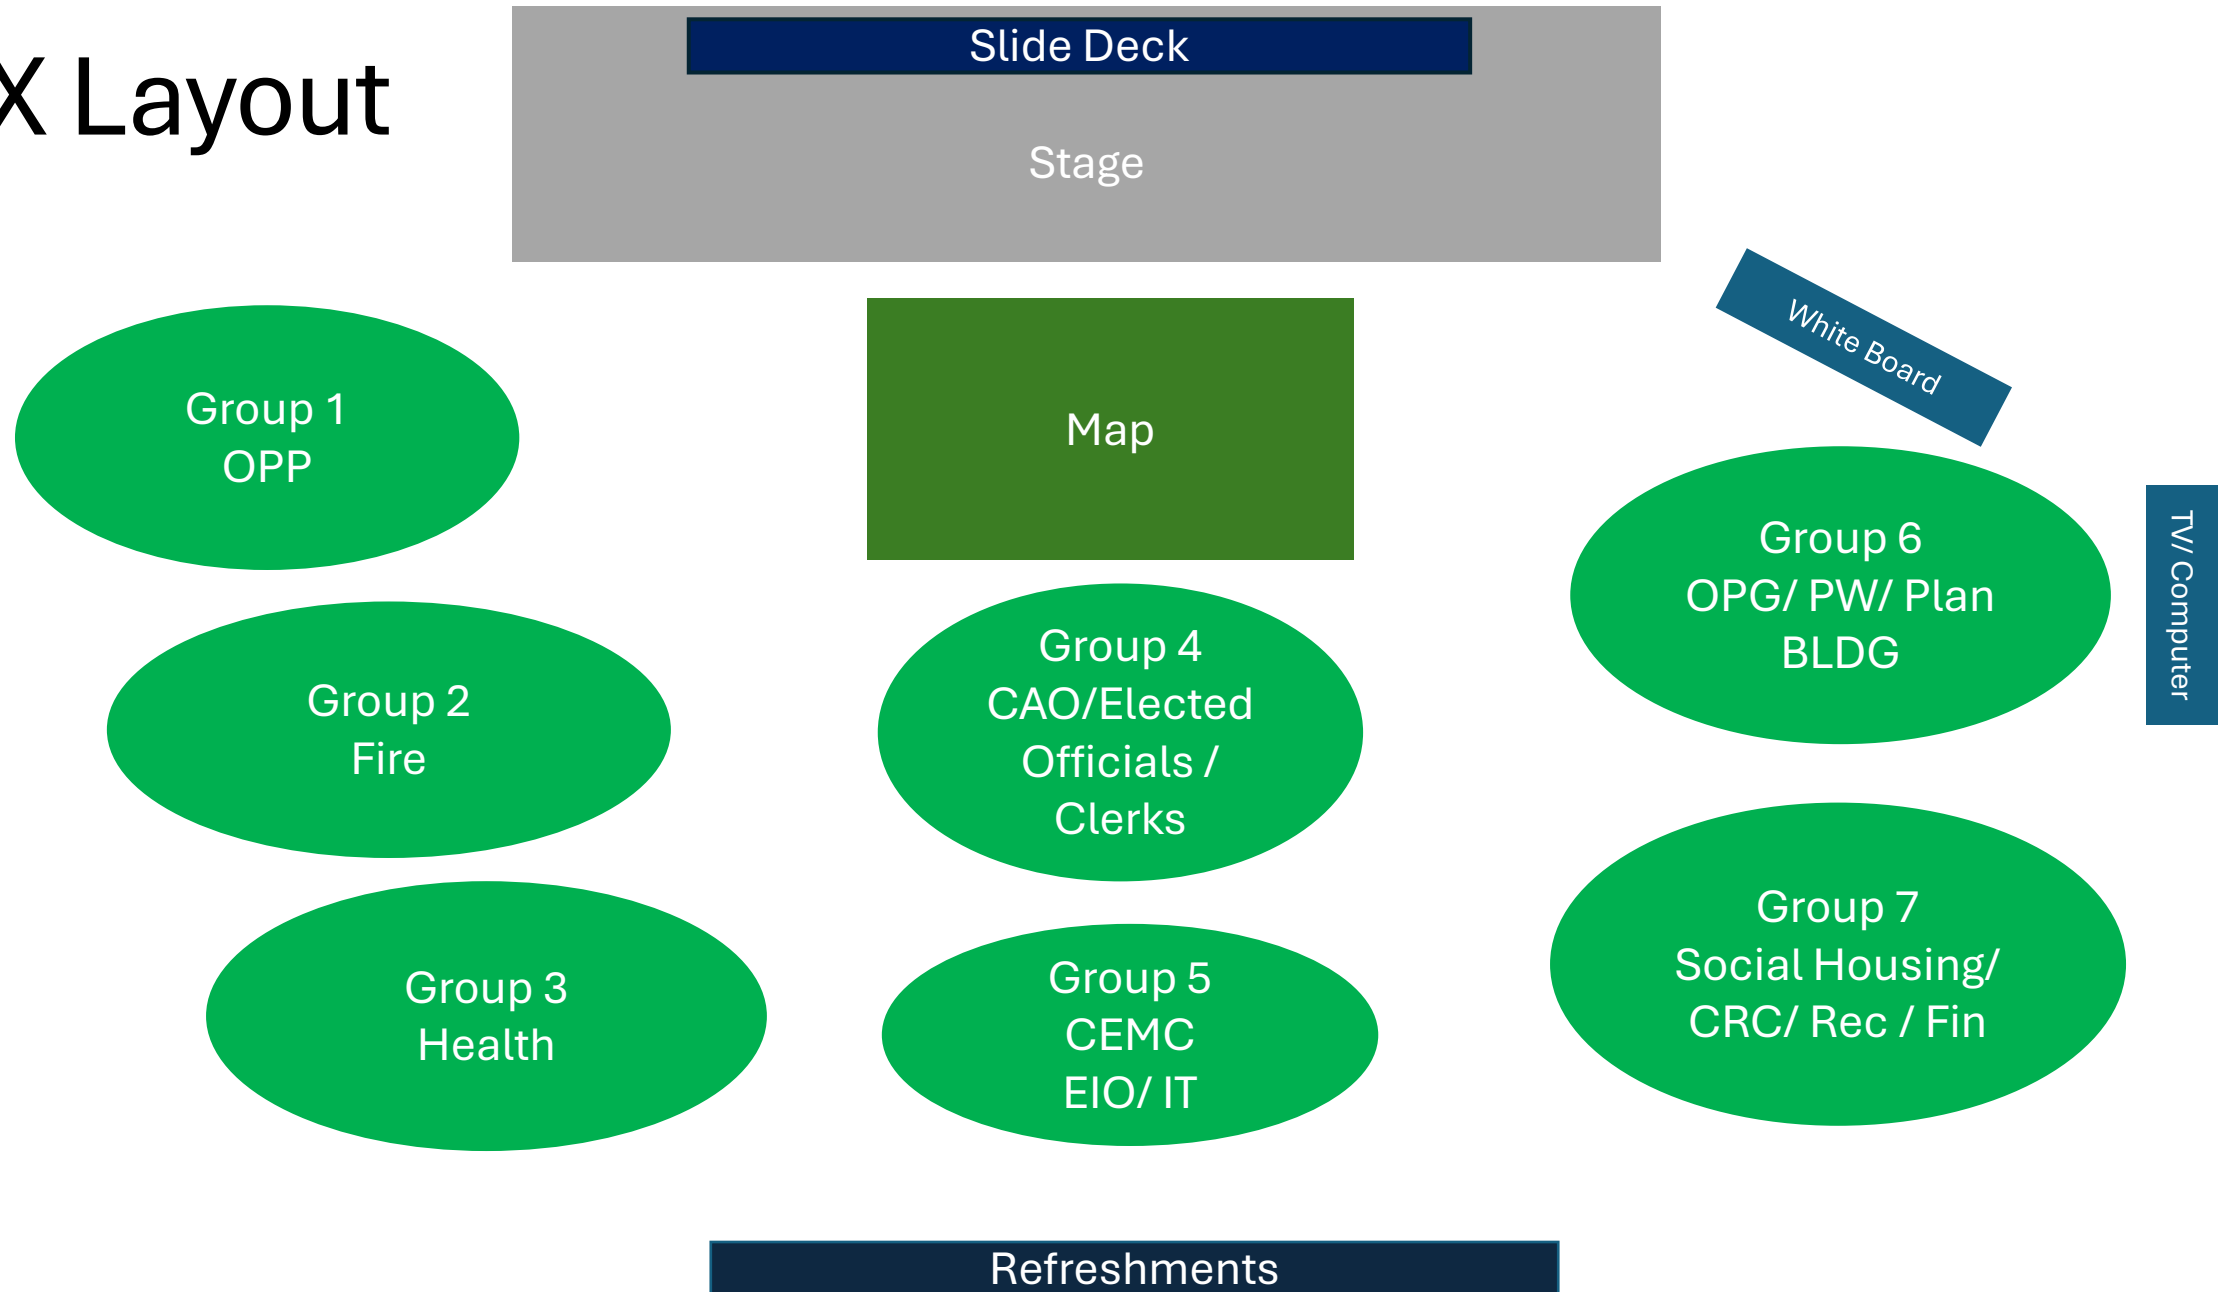 X Layout
Slide Deck
Stage
White Board
Map
Group 1
OPP
Group 6
OPG/ PW/ Plan
BLDG
TV/ Computer
Group 2
Fire
Group 4
CAO/Elected
Officials /
Clerks
Group 3
Health
Group 5
CEMC
EIO/ IT
Group 7
Social Housing/
CRC/ Rec / Fin
Refreshments